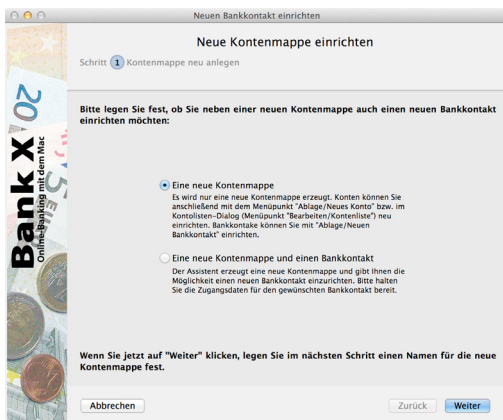 Neuen Bankkontakt einrichten
Neue Kontenmappe einrichten
Schritt 1 Kontenmappe neu anlegen
Bitte legen Sie fest, ob Sie neben einer neuen Kontenmappe auch einen neuen Bankkontakt
einrichten möchten:
Eine neue Kontenmappe
Es wird nur eine neue Kontenmappe erzeugt. Konten können Sie
anschließend mit dem Menüpunkt "Ablage/Neues Konto" bzw. im
Kontolisten-Dialog (Menüpunkt "Bearbeiten/Kontenliste") neu
einrichten. Bankkontake können Sie mit "Ablage/Neuen
Bankkontakt" einrichten.
Eine neue Kontenmappe und einen Bankkontakt
Der Assistent erzeugt eine neue Kontenmappe und gibt Ihnen die
Möglichkeit einen neuen Bankkontakt einzurichten. Bitte halten
Sie die Zugangsdaten für den gewünschten Bankkontakt bereit.
Wenn Sie jetzt auf "Weiter" klicken, legen Sie im nächsten Schritt einen Namen für die neue
Kontenmappe fest.
Abbrechen
Zurück
Weiter
Bank X
Online-Banking mit dem Mac
20
5